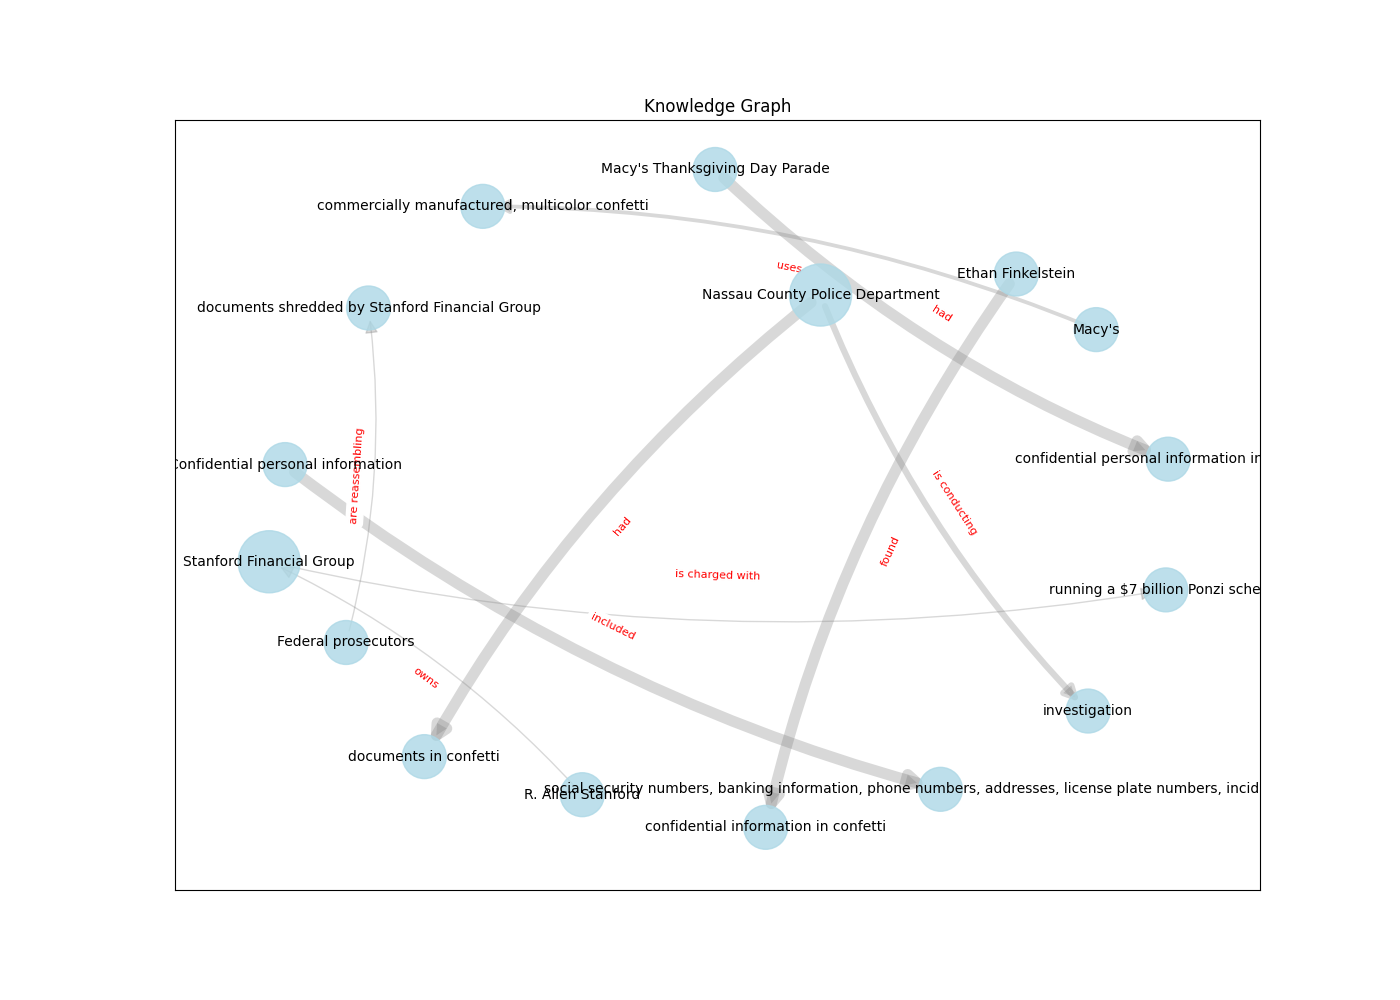 Knowledge Graph
Macy's Thanksgiving Day Parade
commercially manufactured, multicolor confetti
uses
Ethan Finkelstein
Nassau County Police Department
documents shredded by Stanford Financial Group
had
Macy's
are reassembling
Confidential personal information
confidential personal information in
is conducting
had
found
Stanford Financial Group
is charged with
running a $7 billion Ponzi sche
included
Federal prosecutors
owns
investigation
documents in confetti
R. Allen Stanford
social security numbers, banking information, phone numbers, addresses, license plate numbers, incid
confidential information in confetti